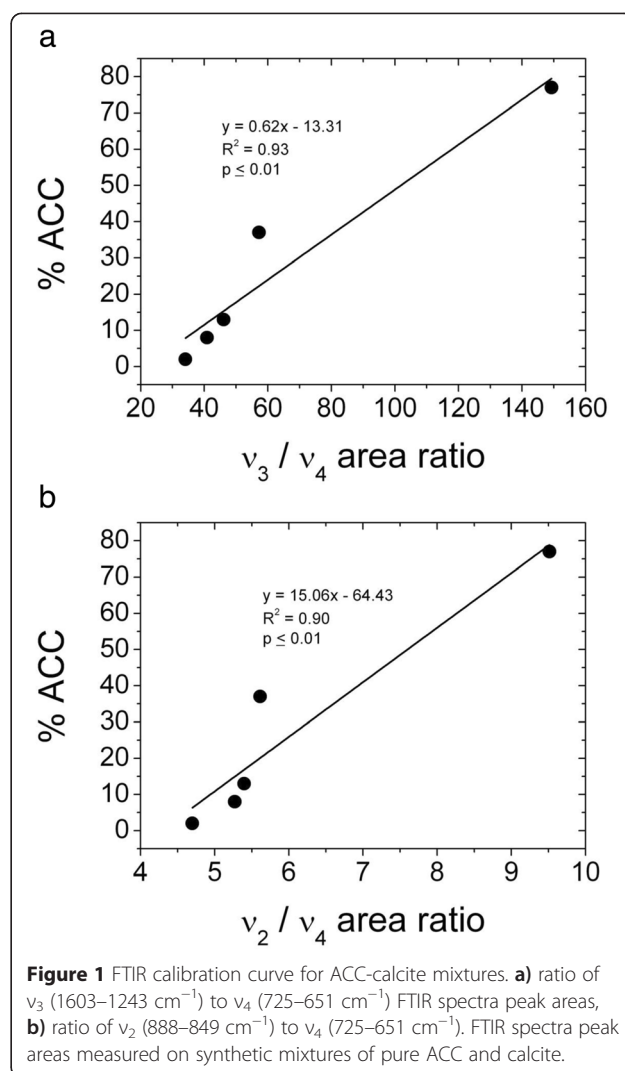 a
80
70
60
50
40
30
20
10
0
% ACC
y = 0.62x - 13.31
R² = 0.93
p ≤ 0.01
20 40 60 80 100 120 140 160
ν₃ / ν₄ area ratio
b
80
70
60
50
40
30
20
10
0
% ACC
y = 15.06x - 64.43
R² = 0.90
p ≤ 0.01
4 5 6 7 8 9 10
ν₂ / ν₄ area ratio
Figure 1 FTIR calibration curve for ACC-calcite mixtures. a) ratio of
ν₃ (1603–1243 cm⁻¹) to ν₄ (725–651 cm⁻¹) FTIR spectra peak areas,
b) ratio of ν₂ (888–849 cm⁻¹) to ν₄ (725–651 cm⁻¹). FTIR spectra peak
areas measured on synthetic mixtures of pure ACC and calcite.